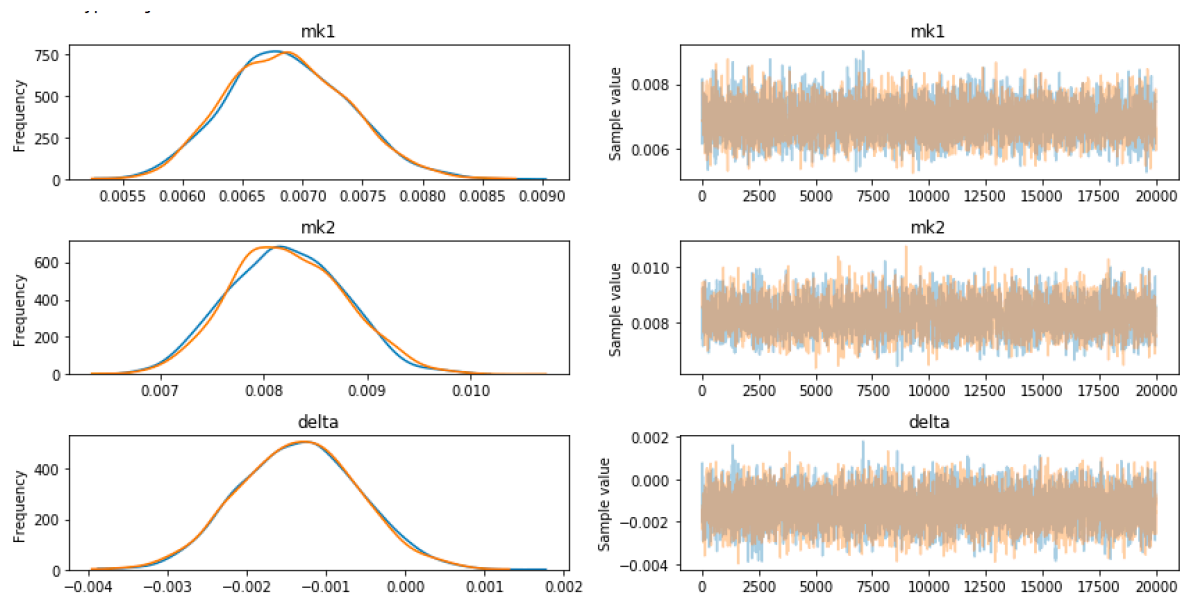 mk1
mk1
750
500
250
0
Frequency
0.0055 0.0060 0.0065 0.0070 0.0075 0.0080 0.0085 0.0090
0.008
0.006
Sample value
0 2500 5000 7500 10000 12500 15000 17500 20000
mk2
mk2
600
400
200
0
Frequency
0.007 0.008 0.009 0.010
0.010
0.008
Sample value
0 2500 5000 7500 10000 12500 15000 17500 20000
delta
delta
400
200
0
Frequency
−0.004 −0.003 −0.002 −0.001 0.000 0.001 0.002
0.002
0.000
−0.002
−0.004
Sample value
0 2500 5000 7500 10000 12500 15000 17500 20000